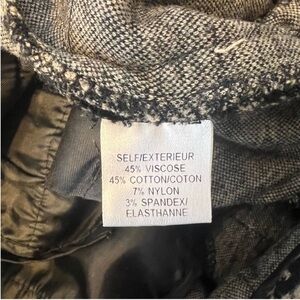 SELF/EXTERIEUR
45% VISCOSE
45% COTTON/COTON
7% NYLON
3% SPANDEX/
ELASTHANNE